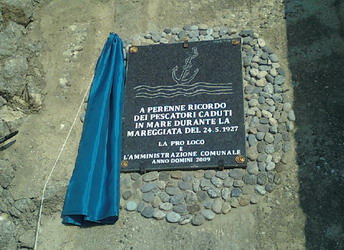 A PERENNE RICORDO
DEI PESCATORI CADUTI
IN MARE DURANTE LA
MAREGGIATA DEL 24.5.1927
LA PRO LOCO
E
L'AMMINISTRAZIONE COMUNALE
ANNO DOMINI 2009